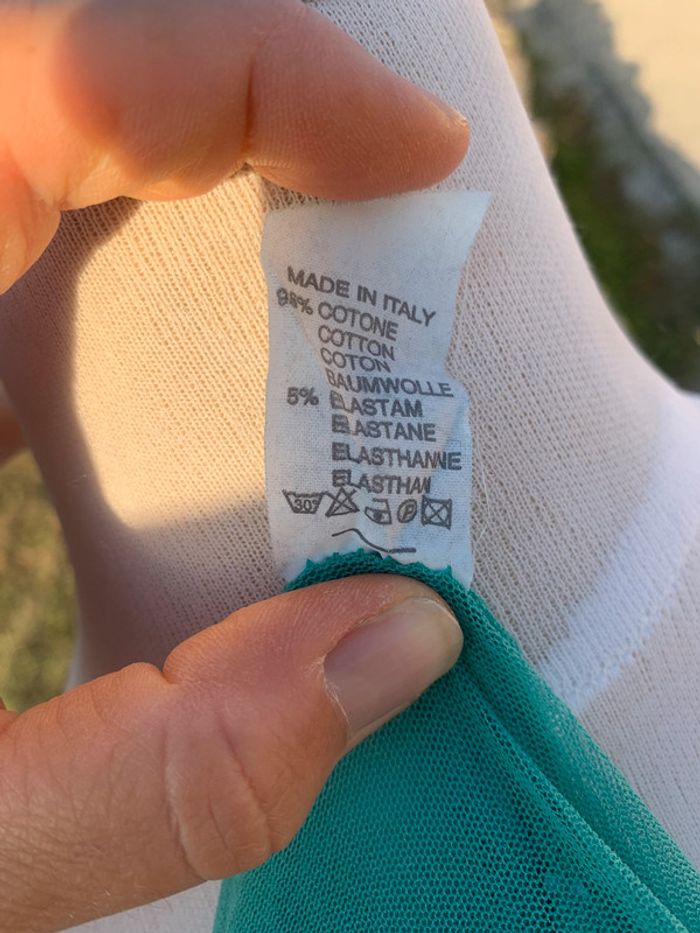 MADE IN ITALY
95% COTONE
COTTON
COTON
BAUMWOLLE
5% ELASTAM
ELASTANE
ELASTHANNE
ELASTHAN
30° P